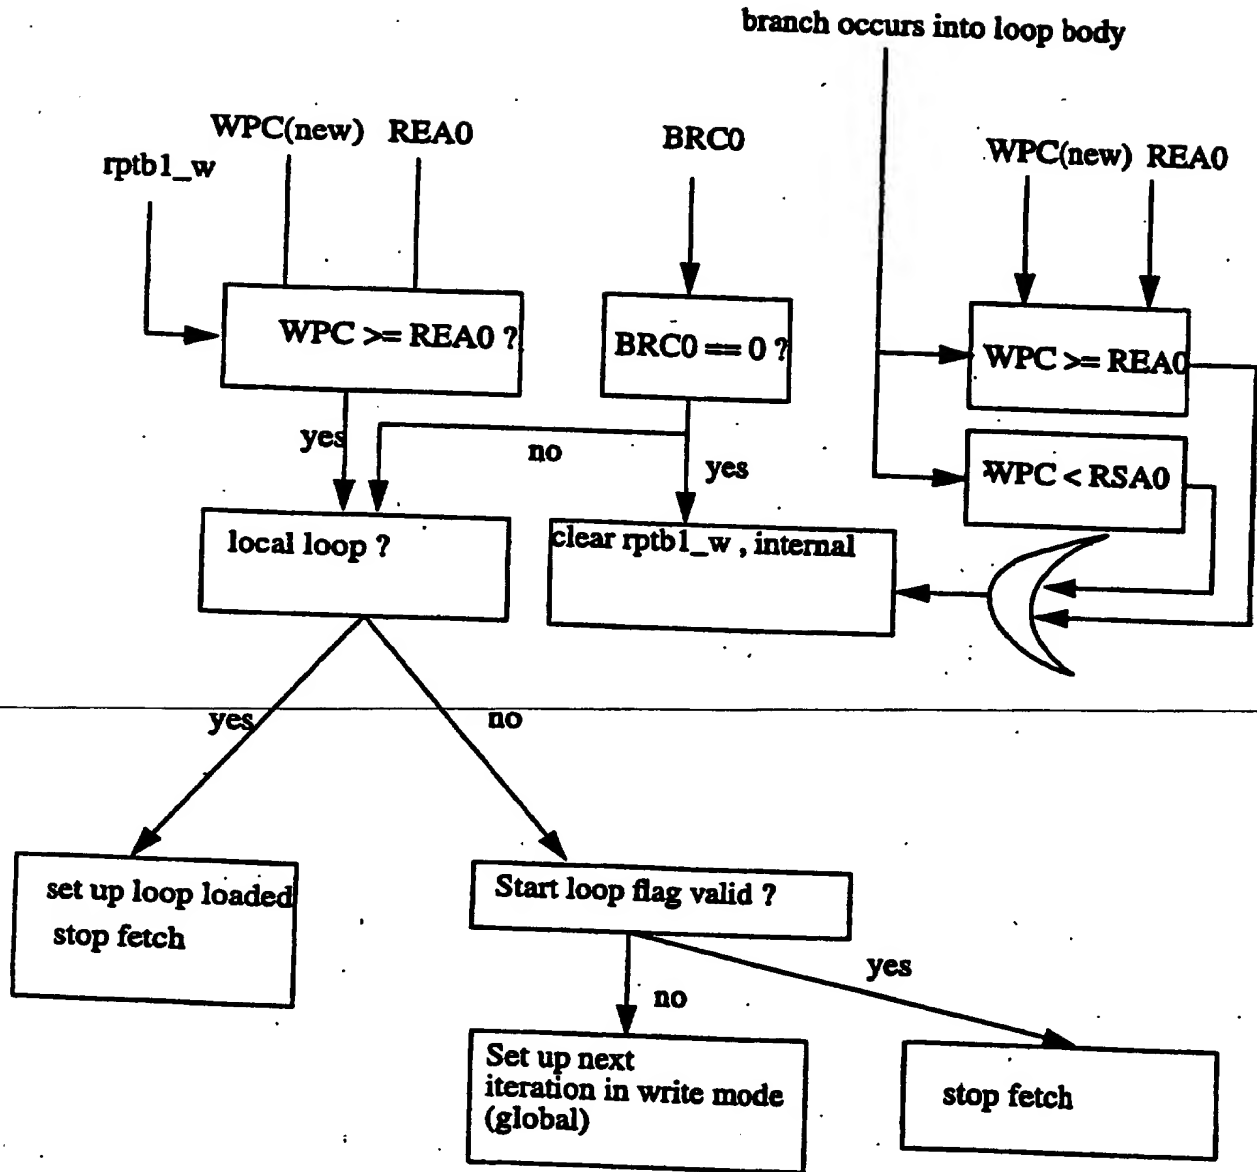 branch occurs into loop body
WPC(new) REA0
BRC0
WPC(new) REA0
rptb1_w
WPC >= REA0 ?
BRC0 == 0 ?
WPC >= REA0
yes
no
yes
WPC < RSA0
local loop ?
clear rptb1_w , internal
yes
no
set up loop loaded
stop fetch
Start loop flag valid ?
yes
no
Set up next
iteration in write mode
(global)
stop fetch